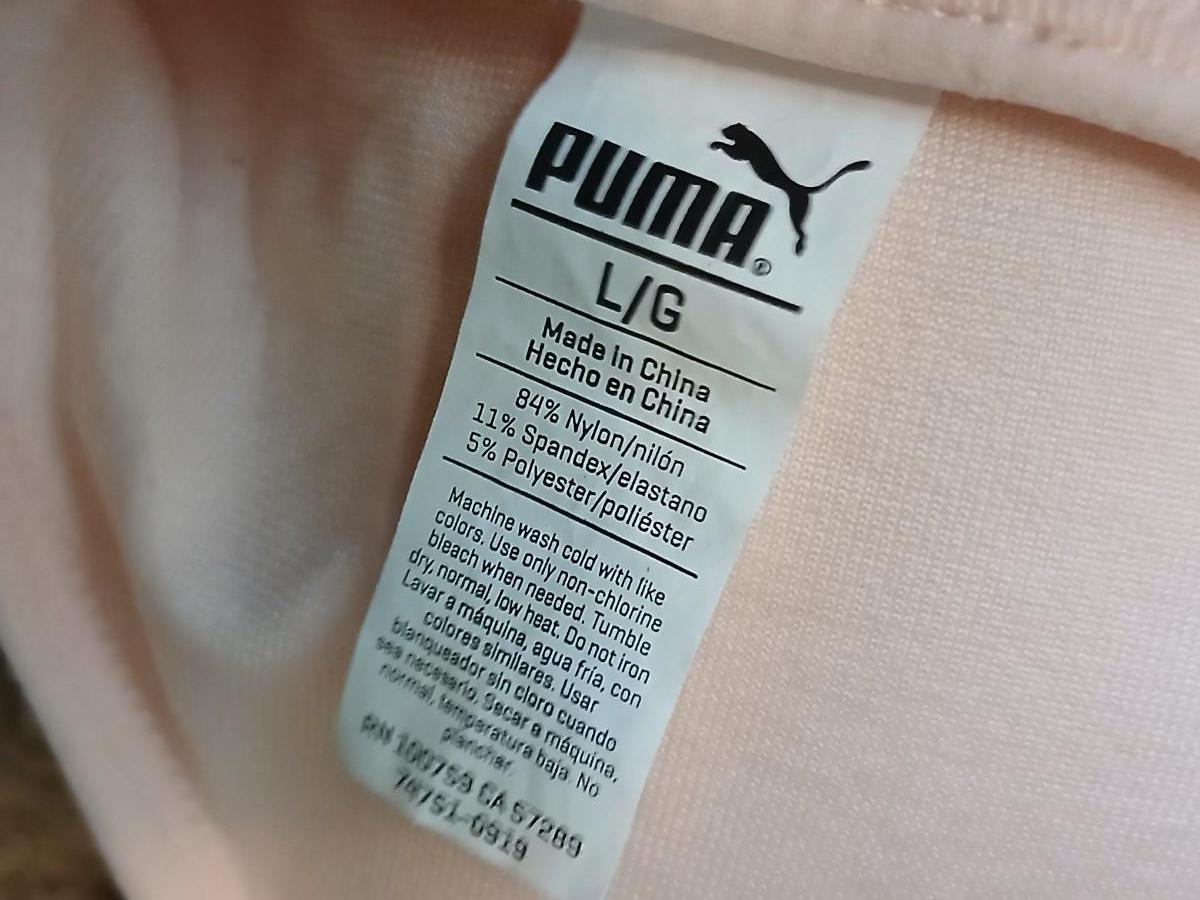 PUMA®
L/G
Made in China
Hecho en China
84% Nylon/nilón
11% Spandex/elastano
5% Polyester/poliéster
Machine wash cold with like
colors. Use only non-chlorine
bleach when needed. Tumble
dry, normal, low heat. Do not iron
Lavar a máquina, agua fría, con
colores similares. Usar
blanqueador sin cloro cuando
sea necesario. Secar a máquina,
normal, temperatura baja. No
planchar.
RN 100759 CA 57289
74751-0919